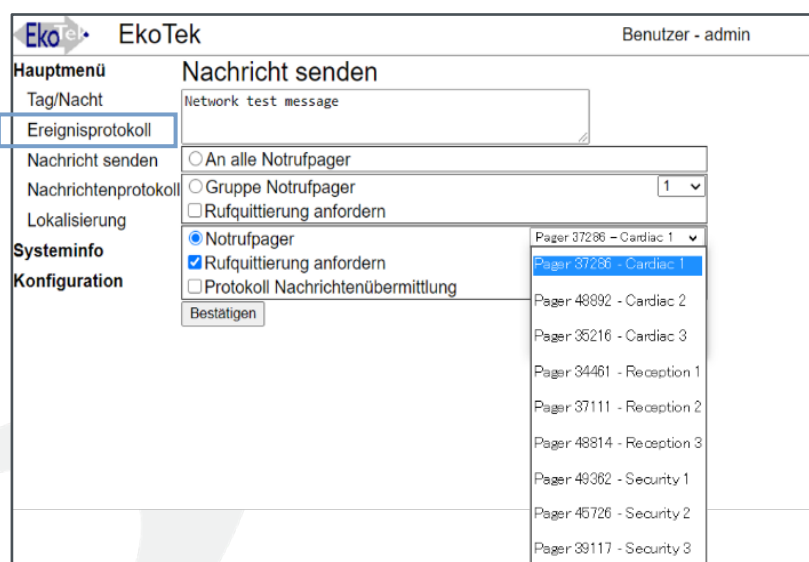 EkoTek EkoTek Benutzer - admin
Hauptmenü
Tag/Nacht
Ereignisprotokoll
Nachricht senden
Nachrichtenprotokoll
Lokalisierung
Systeminfo
Konfiguration
Nachricht senden
Network test message
An alle Notrufpager
Gruppe Notrufpager 1
Rufquittierung anfordern
Notrufpager Pager 37286 – Cardiac 1
Rufquittierung anfordern
Protokoll Nachrichtenübermittlung
Bestätigen
Pager 37286 - Cardiac 1
Pager 48892 - Cardiac 2
Pager 35216 - Cardiac 3
Pager 34461 - Reception 1
Pager 37111 - Reception 2
Pager 48814 - Reception 3
Pager 49362 - Security 1
Pager 45726 - Security 2
Pager 39117 - Security 3